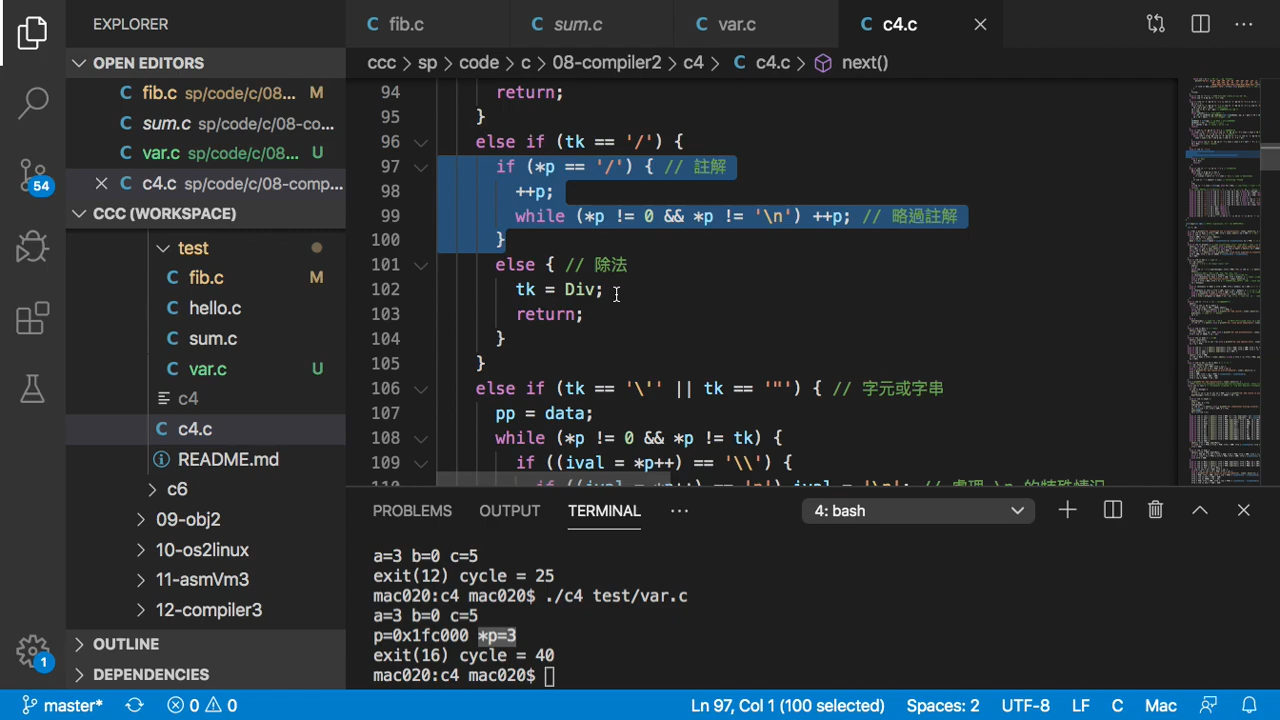 EXPLORER
fib.c
sum.c
var.c
c4.c
OPEN EDITORS
ccc > sp > code > c > 08-compiler2 > c4 > c4.c > next()
fib.c sp/code/c/08... M
sum.c sp/code/c/08-co...
var.c sp/code/c/08-... U
c4.c sp/code/c/08-comp...
CCC (WORKSPACE)
test
fib.c M
hello.c
sum.c
var.c U
c4
c4.c
README.md
c6
09-obj2
10-os2linux
11-asmVm3
12-compiler3
OUTLINE
DEPENDENCIES
54
1
94 return;
95 }
96 else if (tk == '/') {
97 if (*p == '/') { // 註解
98 ++p;
99 while (*p != 0 && *p != '\n') ++p; // 略過註解
100 }
101 else { // 除法
102 tk = Div;
103 return;
104 }
105 }
106 else if (tk == '\'' || tk == '"') { // 字元或字串
107 pp = data;
108 while (*p != 0 && *p != tk) {
109 if ((ival = *p++) == '\\') {
PROBLEMS OUTPUT TERMINAL ... 4: bash
a=3 b=0 c=5
exit(12) cycle = 25
mac020:c4 mac020$ ./c4 test/var.c
a=3 b=0 c=5
p=0x1fc000 *p=3
exit(16) cycle = 40
mac020:c4 mac020$
master* 0 0 Ln 97, Col 1 (100 selected) Spaces: 2 UTF-8 LF C Mac